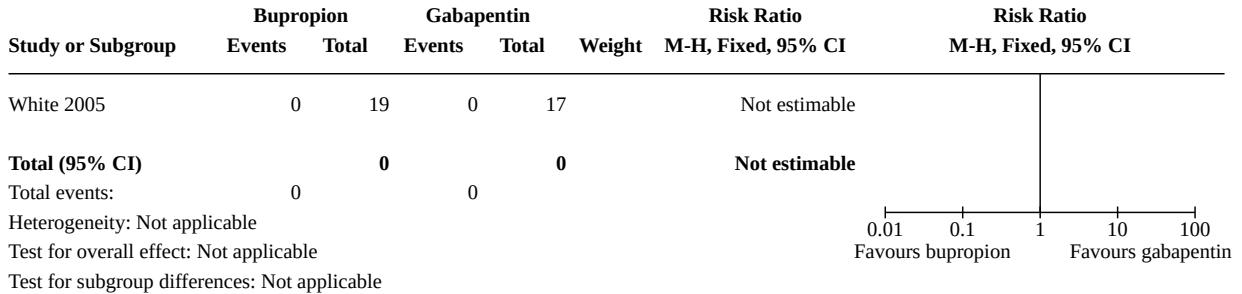 Bupropion Gabapentin Risk Ratio Risk Ratio
Study or Subgroup Events Total Events Total Weight M-H, Fixed, 95% CI M-H, Fixed, 95% CI
White 2005 0 19 0 17 Not estimable
Total (95% CI) 0 0 Not estimable
Total events: 0 0
Heterogeneity: Not applicable
Test for overall effect: Not applicable
Test for subgroup differences: Not applicable
0.01 0.1 1 10 100
Favours bupropion Favours gabapentin